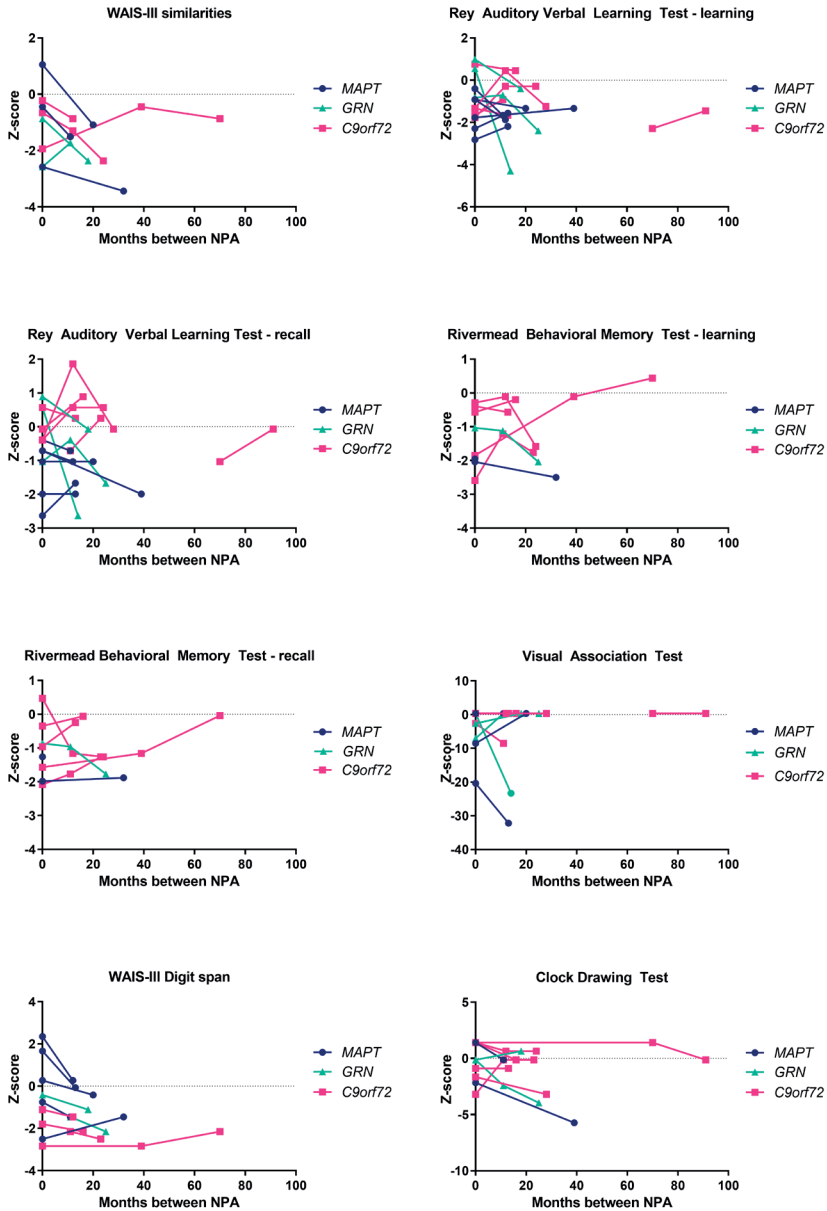 WAIS-III similarities
2
0
-2
-4
Z-score
0 20 40 60 80 100
Months between NPA
MAPT
GRN
C9orf72
Rey Auditory Verbal Learning Test - learning
2
0
-2
-4
-6
Z-score
0 20 40 60 80 100
Months between NPA
MAPT
GRN
C9orf72
Rey Auditory Verbal Learning Test - recall
2
1
0
-1
-2
-3
Z-score
0 20 40 60 80 100
Months between NPA
MAPT
GRN
C9orf72
Rivermead Behavioral Memory Test - learning
1
0
-1
-2
-3
-4
Z-score
0 20 40 60 80 100
Months between NPA
MAPT
GRN
C9orf72
Rivermead Behavioral Memory Test - recall
1
0
-1
-2
-3
-4
Z-score
0 20 40 60 80 100
Months between NPA
MAPT
GRN
C9orf72
Visual Association Test
10
0
-10
-20
-30
-40
Z-score
0 20 40 60 80 100
Months between NPA
MAPT
GRN
C9orf72
WAIS-III Digit span
4
2
0
-2
-4
Z-score
0 20 40 60 80 100
Months between NPA
MAPT
GRN
C9orf72
Clock Drawing Test
5
0
-5
-10
Z-score
0 20 40 60 80 100
Months between NPA
MAPT
GRN
C9orf72